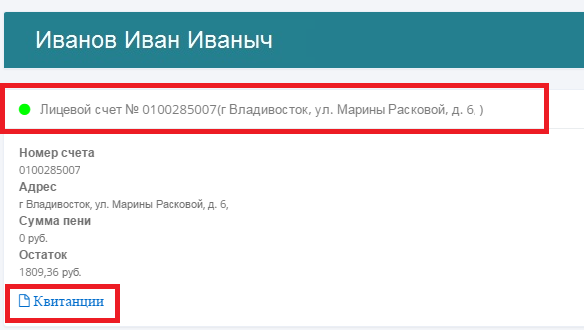 Иванов Иван Иваныч
Лицевой счет № 0100285007(г Владивосток, ул. Марины Расковой, д. 6, )
Номер счета
0100285007
Адрес
г Владивосток, ул. Марины Расковой, д. 6,
Сумма пени
0 руб.
Остаток
1809,36 руб.
Квитанции